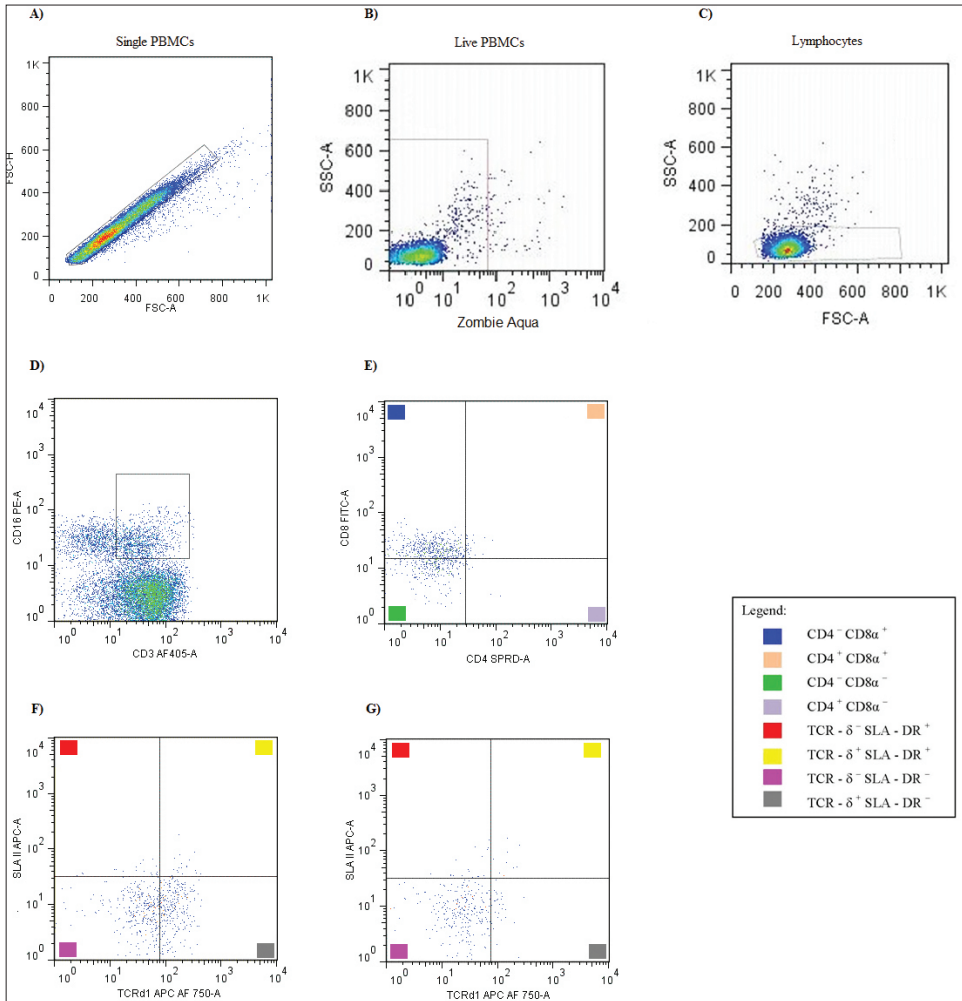 A)
Single PBMCs
1K
800
600
400
200
0
FSC-H
0 200 400 600 800 1K
FSC-A
B)
Live PBMCs
1K
800
600
400
200
0
SSC-A
10^0 10^1 10^2 10^3 10^4
Zombie Aqua
C)
Lymphocytes
1K
800
600
400
200
0
SSC-A
0 200 400 600 800 1K
FSC-A
D)
10^4
10^3
10^2
10^1
10^0
CD16 PE-A
10^0 10^1 10^2 10^3 10^4
CD3 AF405-A
E)
10^4
10^3
10^2
10^1
10^0
CD8 FITC-A
10^0 10^1 10^2 10^3 10^4
CD4 SPRD-A
F)
10^4
10^3
10^2
10^1
10^0
SLA II APC-A
10^0 10^1 10^2 10^3 10^4
TCRd1 APC AF 750-A
G)
10^4
10^3
10^2
10^1
10^0
SLA II APC-A
10^0 10^1 10^2 10^3 10^4
TCRd1 APC AF 750-A
Legend:
CD4⁻ CD8α⁺
CD4⁺ CD8α⁺
CD4⁻ CD8α⁻
CD4⁺ CD8α⁻
TCR - δ⁻ SLA - DR⁺
TCR - δ⁺ SLA - DR⁺
TCR - δ⁻ SLA - DR⁻
TCR - δ⁺ SLA - DR⁻